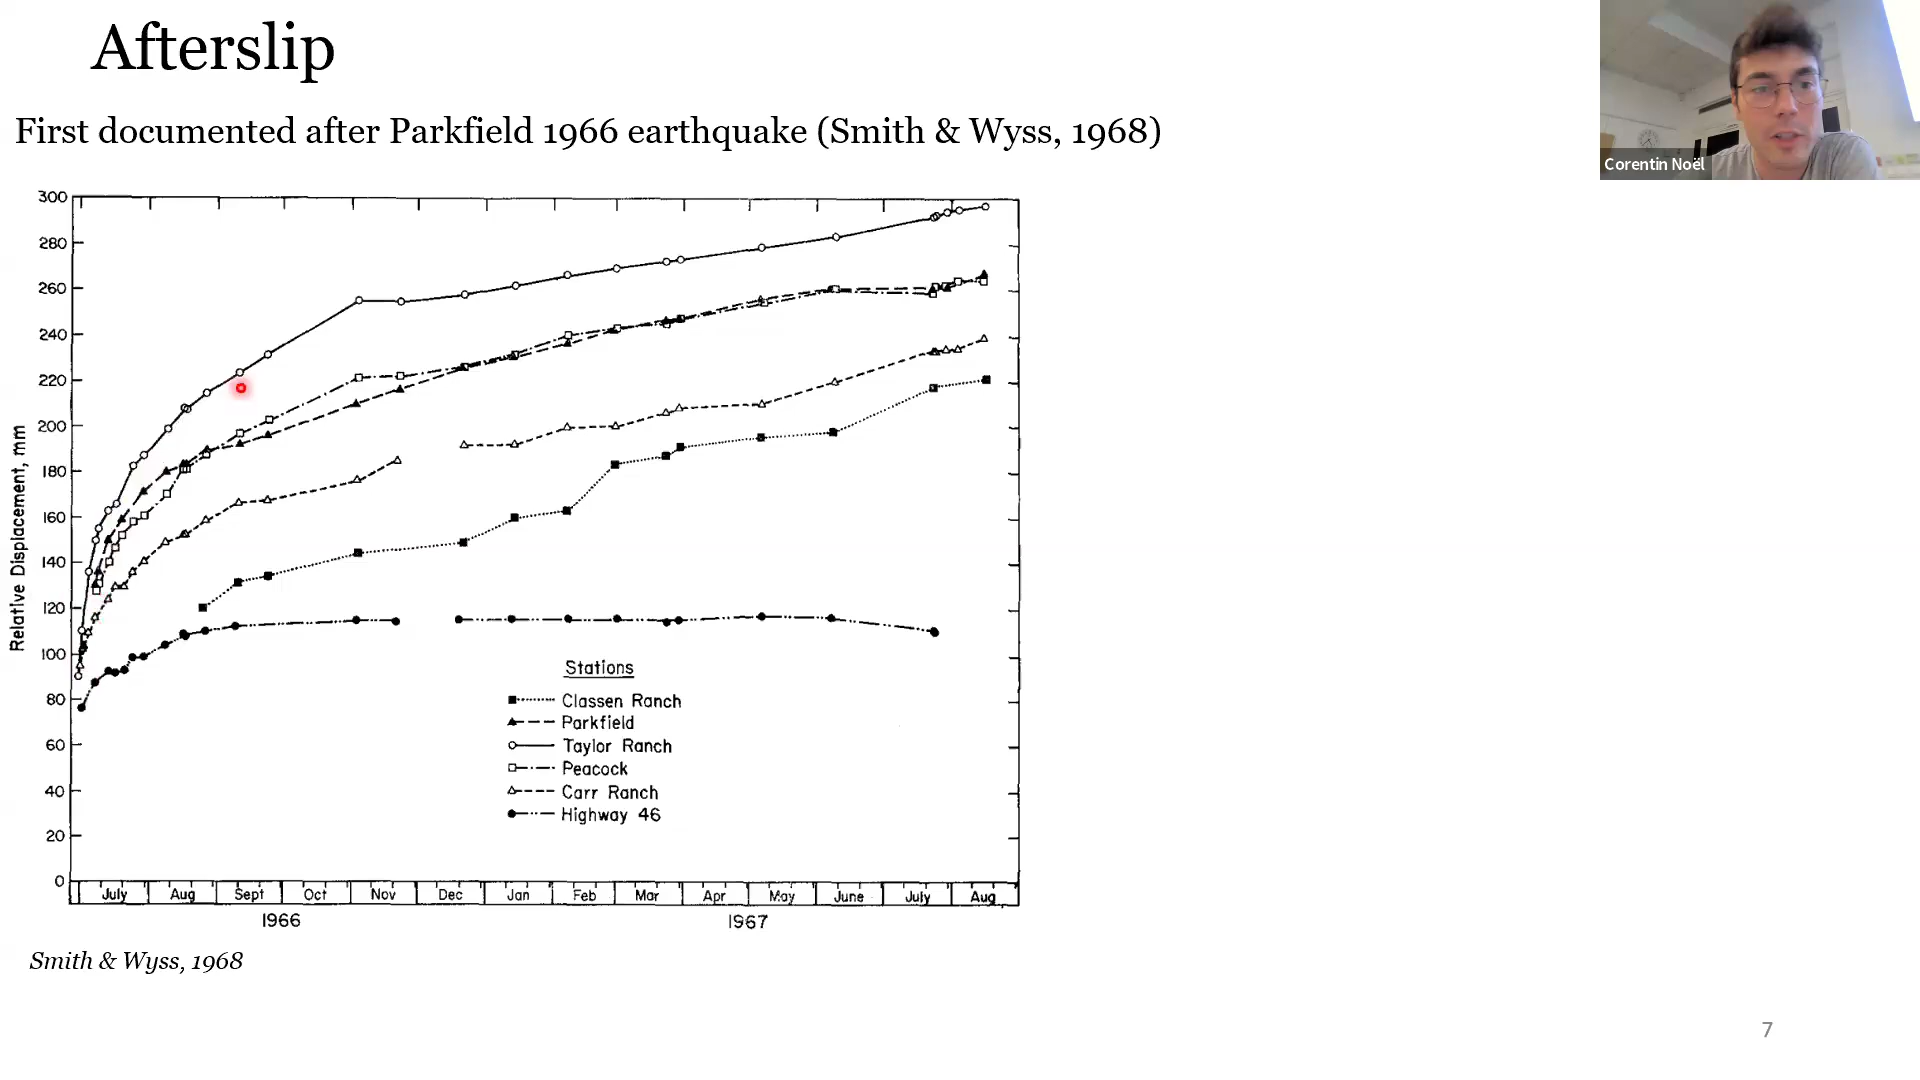 Afterslip
First documented after Parkfield 1966 earthquake (Smith & Wyss, 1968)
Corentin Noël
300
280
260
240
220
200
180
160
140
120
100
80
60
40
20
0
Relative Displacement, mm
Stations
Classen Ranch
Parkfield
Taylor Ranch
Peacock
Carr Ranch
Highway 46
July Aug Sept Oct Nov Dec Jan Feb Mar Apr May June July Aug
1966 1967
Smith & Wyss, 1968
7